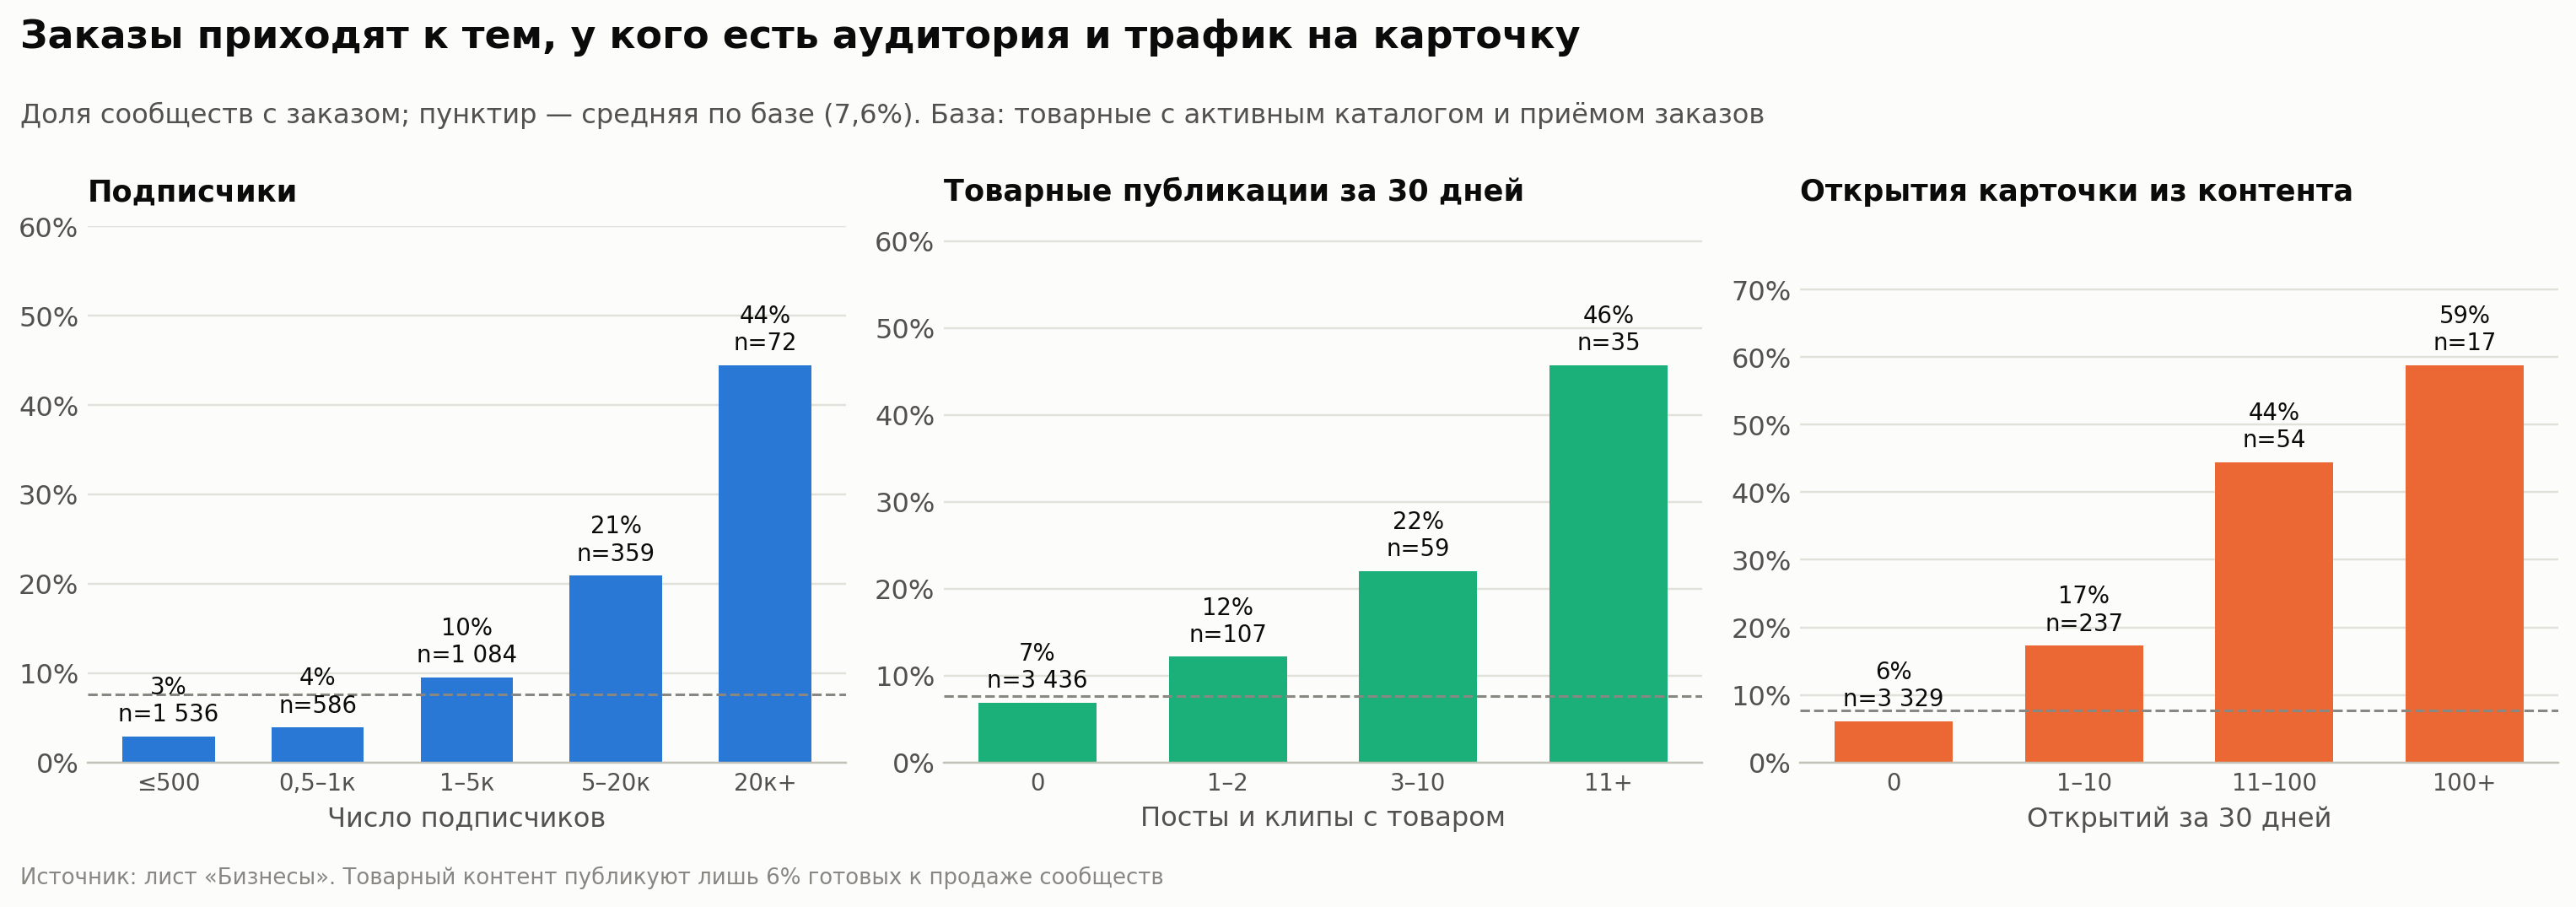 Заказы приходят к тем, у кого есть аудитория и трафик на карточку
Доля сообществ с заказом; пунктир — средняя по базе (7,6%). База: товарные с активным каталогом и приёмом заказов
Подписчики
60%
50%
40%
30%
20%
10%
0%
3%
n=1 536
4%
n=586
10%
n=1 084
21%
n=359
44%
n=72
≤500
0,5–1к
1–5к
5–20к
20к+
Число подписчиков
Товарные публикации за 30 дней
60%
50%
40%
30%
20%
10%
0%
7%
n=3 436
12%
n=107
22%
n=59
46%
n=35
0
1–2
3–10
11+
Посты и клипы с товаром
Открытия карточки из контента
70%
60%
50%
40%
30%
20%
10%
0%
6%
n=3 329
17%
n=237
44%
n=54
59%
n=17
0
1–10
11–100
100+
Открытий за 30 дней
Источник: лист «Бизнесы». Товарный контент публикуют лишь 6% готовых к продаже сообществ